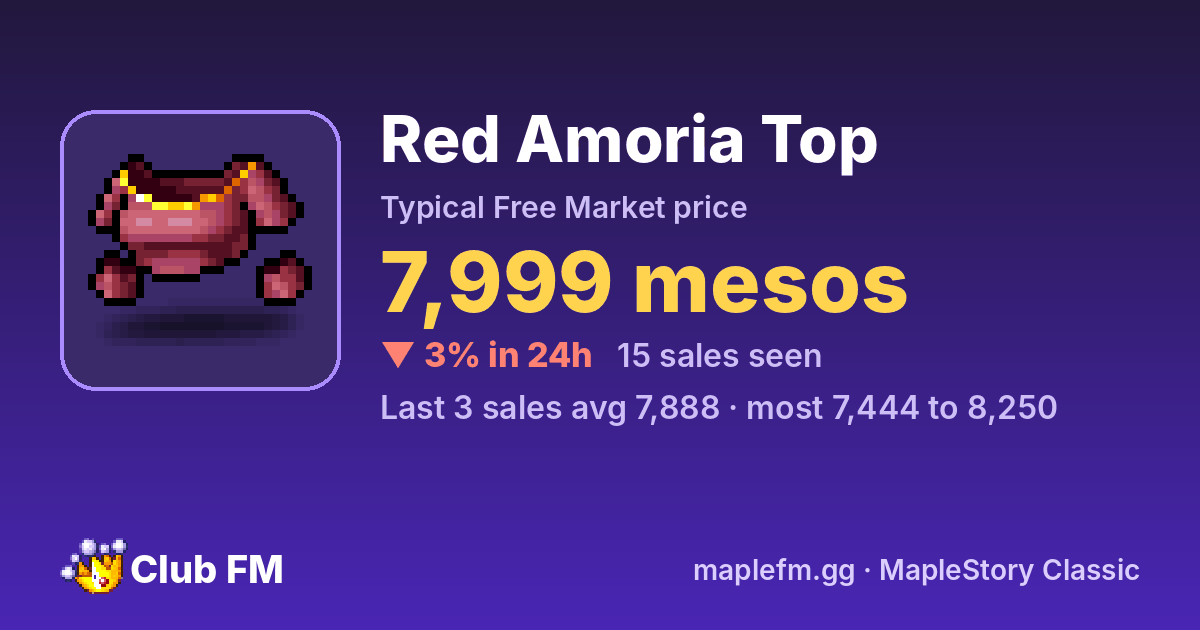 Red Amoria Top
Typical Free Market price
7,999 mesos
▼ 3% in 24h 15 sales seen
Last 3 sales avg 7,888 · most 7,444 to 8,250
Club FM
maplefm.gg · MapleStory Classic